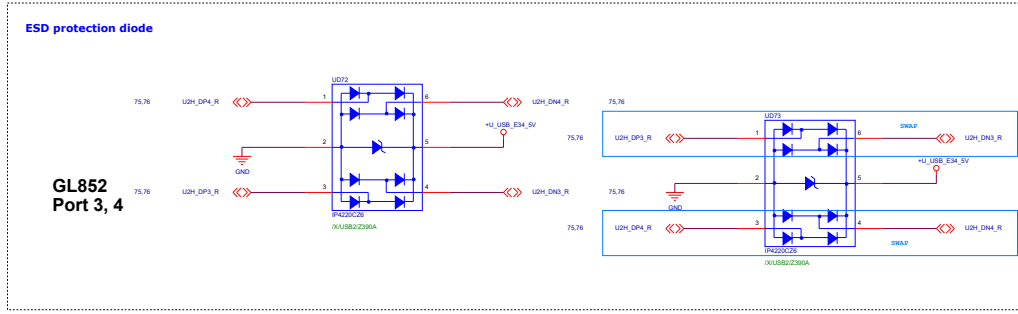 ESD protection diode
UD72
75,76 U2H_DP4_R 1 6 U2H_DN4_R 75,76
+U_USB_E34_5V
2 5
GND
GL852
Port 3, 4
75,76 U2H_DP3_R 3 4 U2H_DN3_R 75,76
IP4220CZ6
/X/USB2/Z390A
UD73
SWAP
75,76 U2H_DP3_R 1 6 U2H_DN3_R
+U_USB_E34_5V
2 5
GND
75,76 U2H_DP4_R 3 4 U2H_DN4_R
SWAP
IP4220CZ6
/X/USB2/Z390A